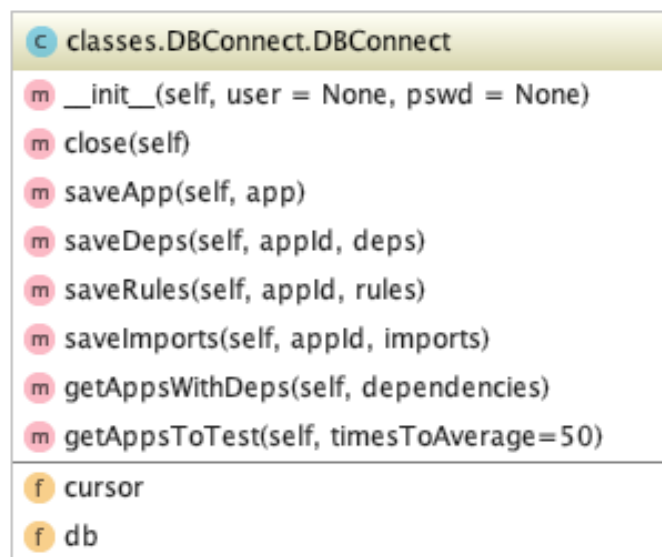 C classes.DBConnect.DBConnect
m __init__(self, user = None, pswd = None)
m close(self)
m saveApp(self, app)
m saveDeps(self, appId, deps)
m saveRules(self, appId, rules)
m saveImports(self, appId, imports)
m getAppsWithDeps(self, dependencies)
m getAppsToTest(self, timesToAverage=50)
f cursor
f db